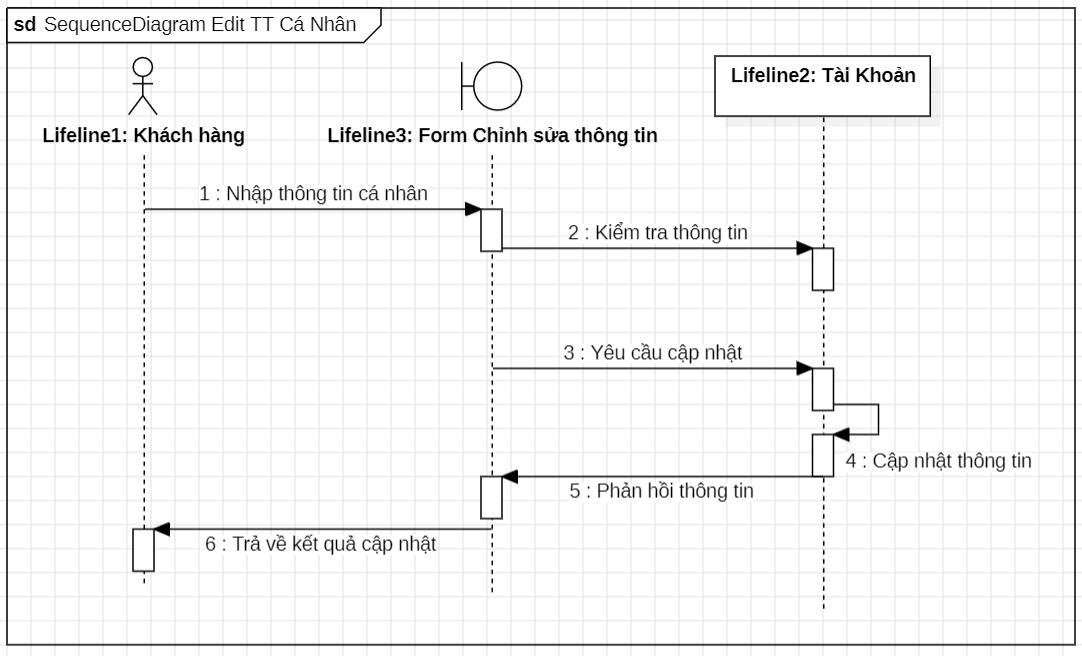 sd SequenceDiagram Edit TT Cá Nhân
Lifeline2: Tài Khoản
Lifeline1: Khách hàng
Lifeline3: Form Chỉnh sửa thông tin
1 : Nhập thông tin cá nhân
2 : Kiểm tra thông tin
3 : Yêu cầu cập nhật
4 : Cập nhật thông tin
5 : Phản hồi thông tin
6 : Trả về kết quả cập nhật